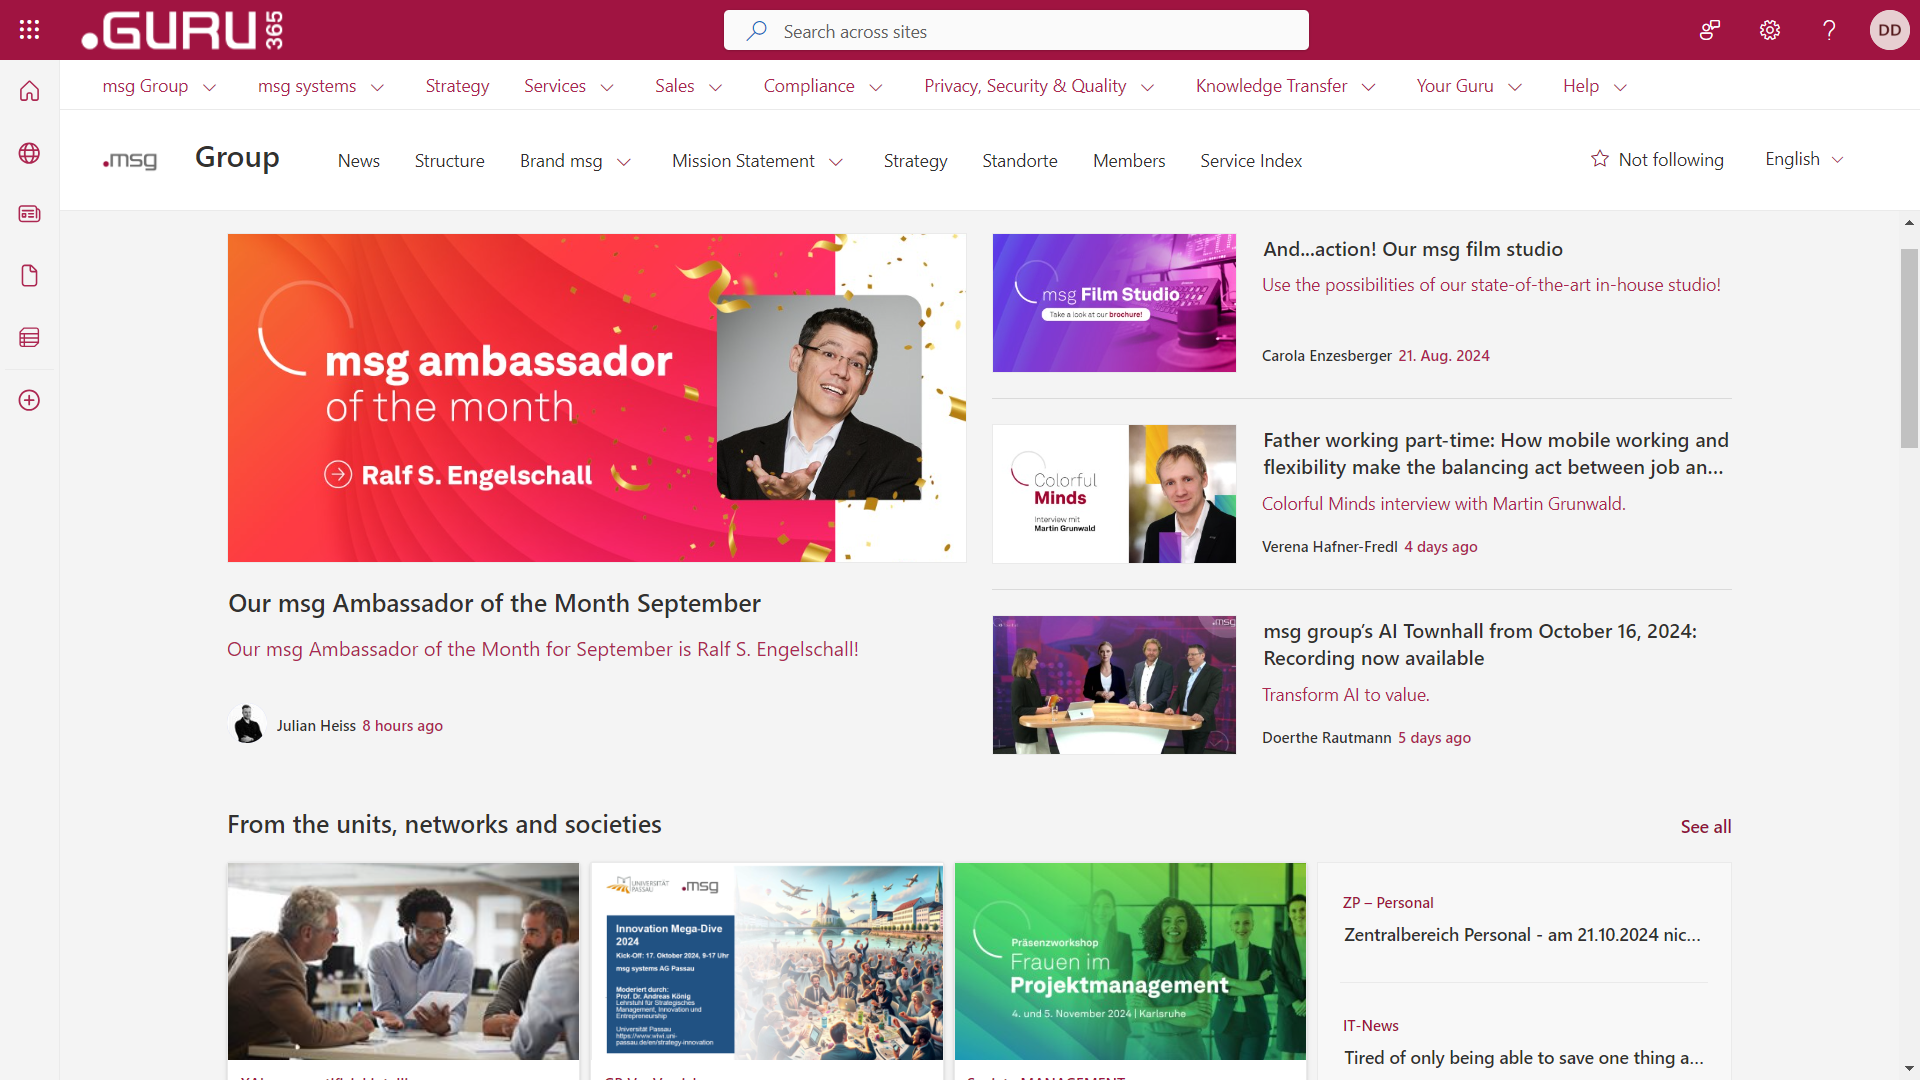 .GURU 365
Search across sites
DD
msg Group
msg systems
Strategy
Services
Sales
Compliance
Privacy, Security & Quality
Knowledge Transfer
Your Guru
Help
.msg
Group
News
Structure
Brand msg
Mission Statement
Strategy
Standorte
Members
Service Index
Not following
English
msg ambassador
of the month
Ralf S. Engelschall
Our msg Ambassador of the Month September
Our msg Ambassador of the Month for September is Ralf S. Engelschall!
Julian Heiss 8 hours ago
msg Film Studio
Take a look at our brochure!
And...action! Our msg film studio
Use the possibilities of our state-of-the-art in-house studio!
Carola Enzesberger 21. Aug. 2024
Colorful
Minds
Interview mit
Martin Grunwald
Father working part-time: How mobile working and
flexibility make the balancing act between job an...
Colorful Minds interview with Martin Grunwald.
Verena Hafner-Fredl 4 days ago
.msg
msg group’s AI Townhall from October 16, 2024:
Recording now available
Transform AI to value.
Doerthe Rautmann 5 days ago
From the units, networks and societies
See all
UNIVERSITÄT
PASSAU
.msg
Innovation Mega-Dive
2024
Kick-Off: 17. Oktober 2024, 9-17 Uhr
msg systems AG Passau
Moderiert durch:
Prof. Dr. Andreas König
Lehrstuhl für Strategisches
Management, Innovation und
Entrepreneurship
Universität Passau
https://www.wiwi.uni-
passau.de/en/strategy-innovation
Präsenzworkshop
Frauen im
Projektmanagement
4. und 5. November 2024 | Karlsruhe
ZP – Personal
Zentralbereich Personal - am 21.10.2024 nic...
IT-News
Tired of only being able to save one thing a...